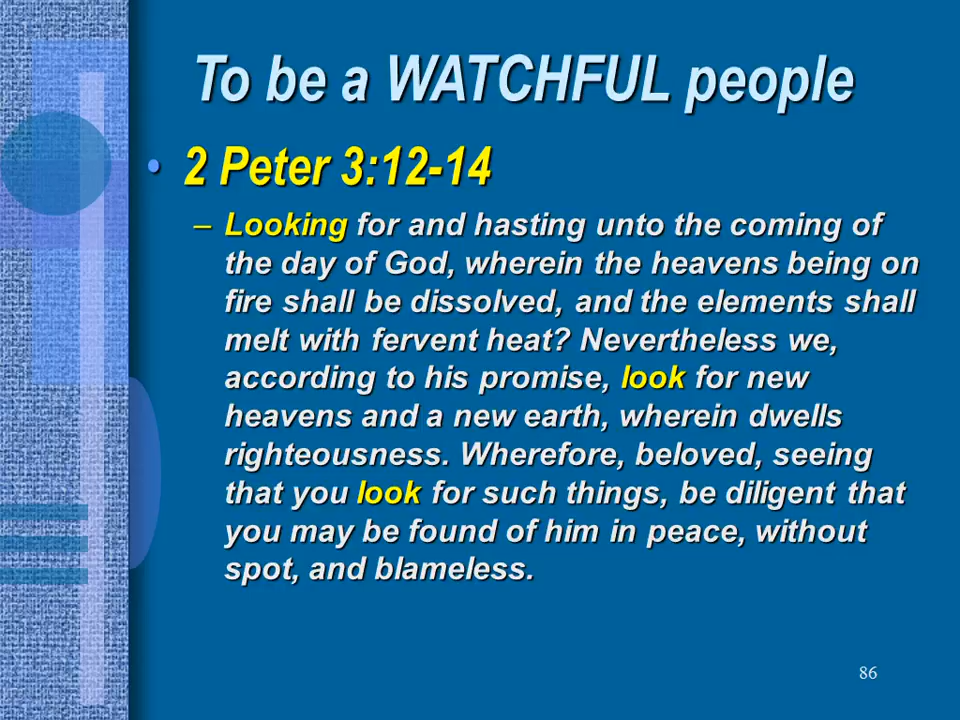 To be a WATCHFUL people
• 2 Peter 3:12-14
– Looking for and hasting unto the coming of
the day of God, wherein the heavens being on
fire shall be dissolved, and the elements shall
melt with fervent heat? Nevertheless we,
according to his promise, look for new
heavens and a new earth, wherein dwells
righteousness. Wherefore, beloved, seeing
that you look for such things, be diligent that
you may be found of him in peace, without
spot, and blameless.
86